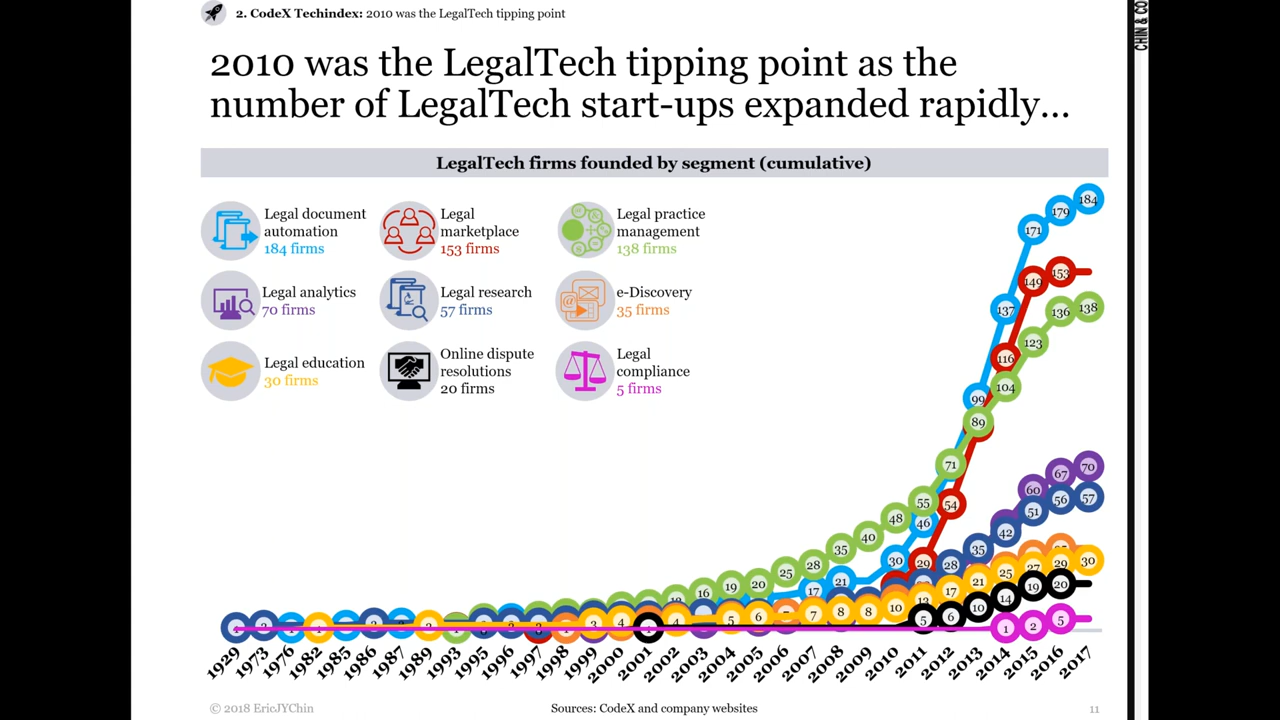 2. CodeX Techindex: 2010 was the LegalTech tipping point
CHIN & CO
2010 was the LegalTech tipping point as the
number of LegalTech start-ups expanded rapidly...
LegalTech firms founded by segment (cumulative)
Legal document
automation
184 firms
Legal
marketplace
153 firms
Legal practice
management
138 firms
Legal analytics
70 firms
Legal research
57 firms
e-Discovery
35 firms
Legal education
30 firms
Online dispute
resolutions
20 firms
Legal
compliance
5 firms
184
179
171
153
149
137
138
136
123
116
104
99
89
71
70
67
60
57
56
55
54
51
48
46
42
40
35
35
30
30
29
29
28
28
27
25
25
21
21
20
20
19
19
17
17
16
14
10
10
8
8
7
6
6
5
5
5
4
4
3
2
1
1
1929 1973 1976 1982 1985 1986 1987 1989 1993 1995 1996 1997 1998 1999 2000 2001 2002 2003 2004 2005 2006 2007 2008 2009 2010 2011 2012 2013 2014 2015 2016 2017
© 2018 EricJYChin
Sources: CodeX and company websites
11